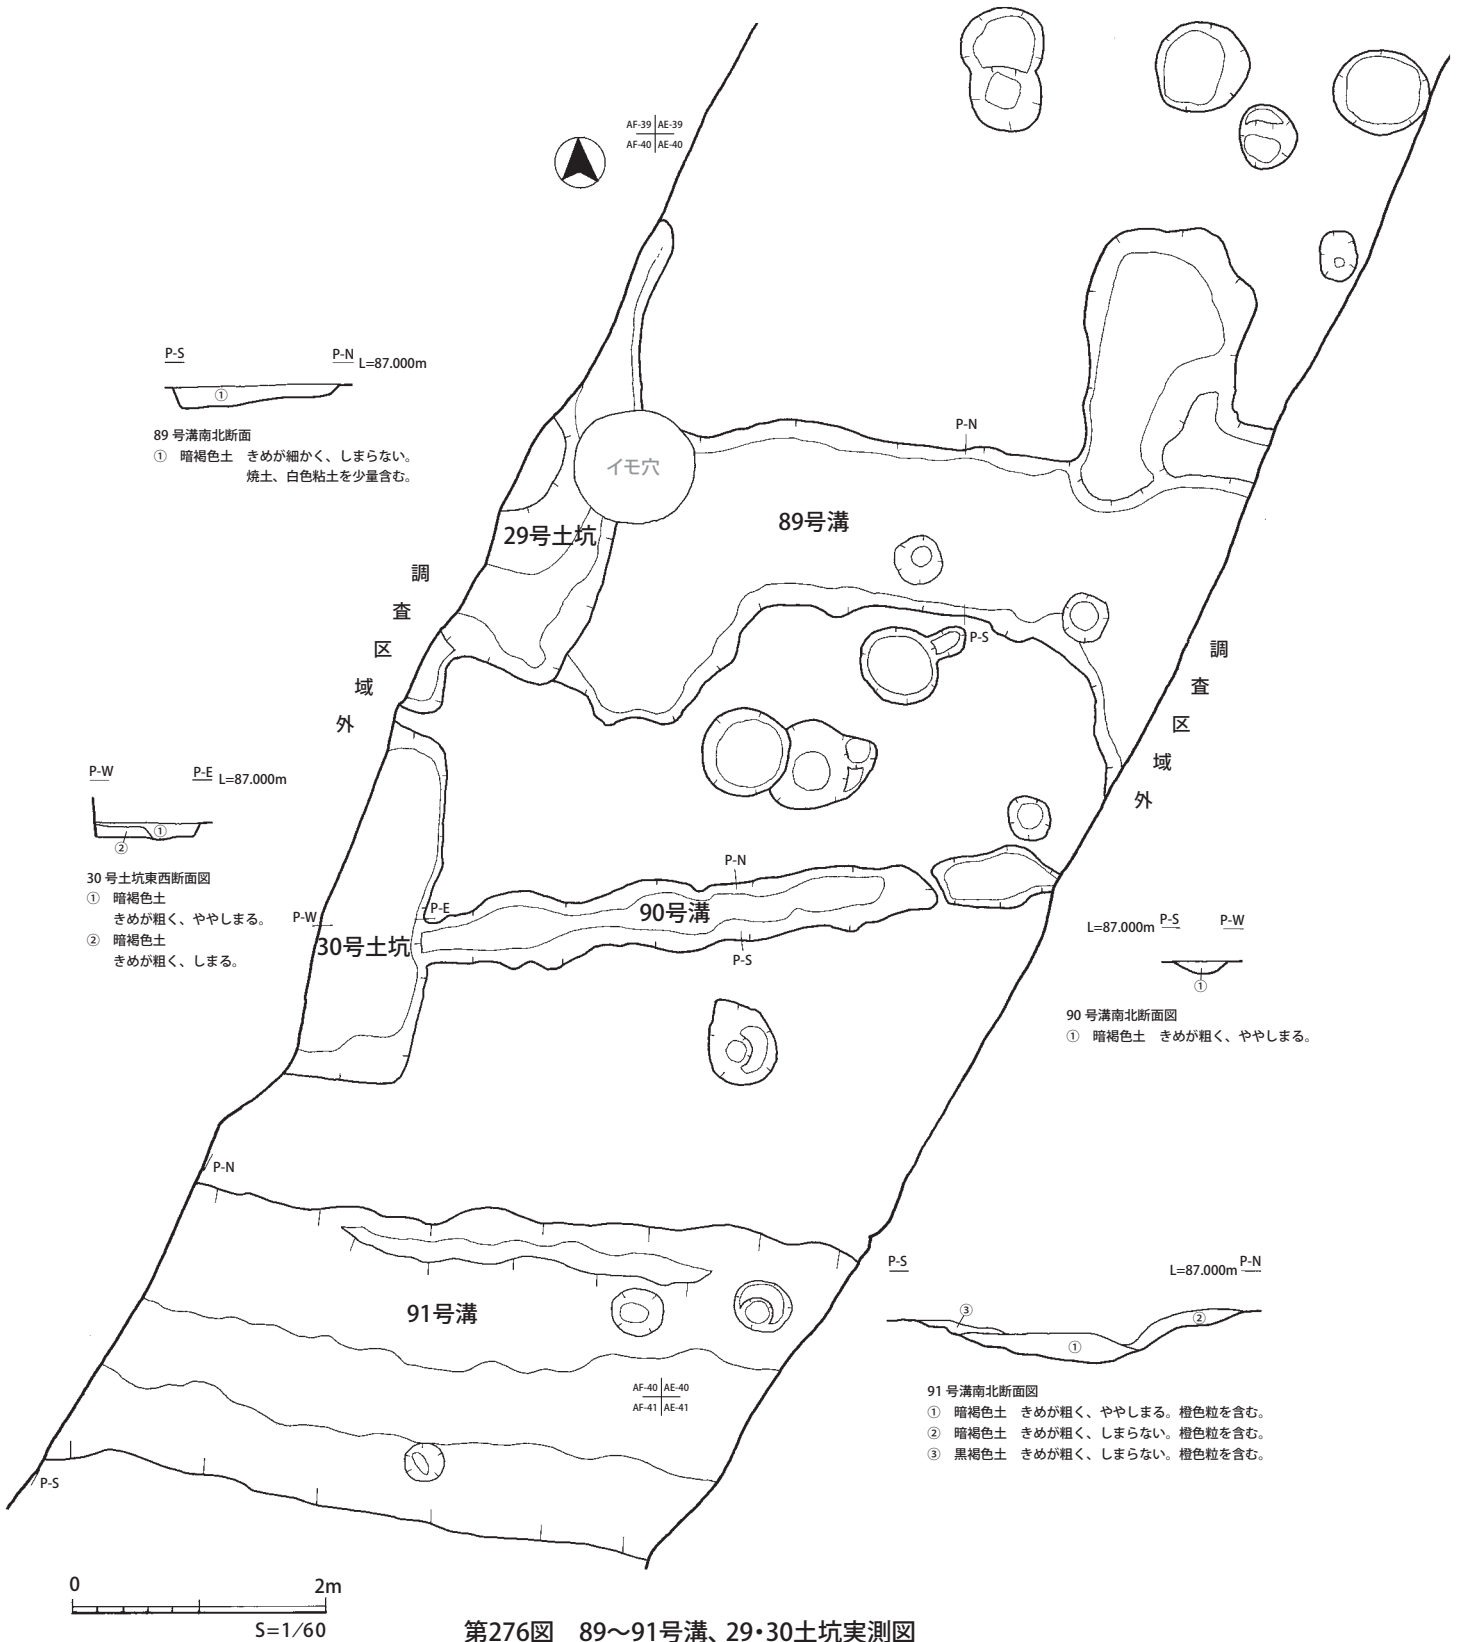 AF-39 AE-39
AF-40 AE-40
P-S P-N L=87.000m
①
89 号溝南北断面
① 暗褐色土 きめが細かく、しまらない。
焼土、白色粘土を少量含む。
P-N
イモ穴
29号土坑
89号溝
調査区域外
P-S
調査区域外
P-W P-E L=87.000m
①
②
30 号土坑東西断面図
① 暗褐色土
きめが粗く、ややしまる。
② 暗褐色土
きめが粗く、しまる。
P-N
P-W
P-E
90号溝
30号土坑
P-S
L=87.000m P-S P-W
①
90 号溝南北断面図
① 暗褐色土 きめが粗く、ややしまる。
P-N
91号溝
P-S L=87.000m P-N
③
②
①
91 号溝南北断面図
① 暗褐色土 きめが粗く、ややしまる。橙色粒を含む。
② 暗褐色土 きめが粗く、しまらない。橙色粒を含む。
③ 黒褐色土 きめが粗く、しまらない。橙色粒を含む。
AF-40 AE-40
AF-41 AE-41
P-S
0 2m
S=1/60
第276図 89〜91号溝、29・30土坑実測図